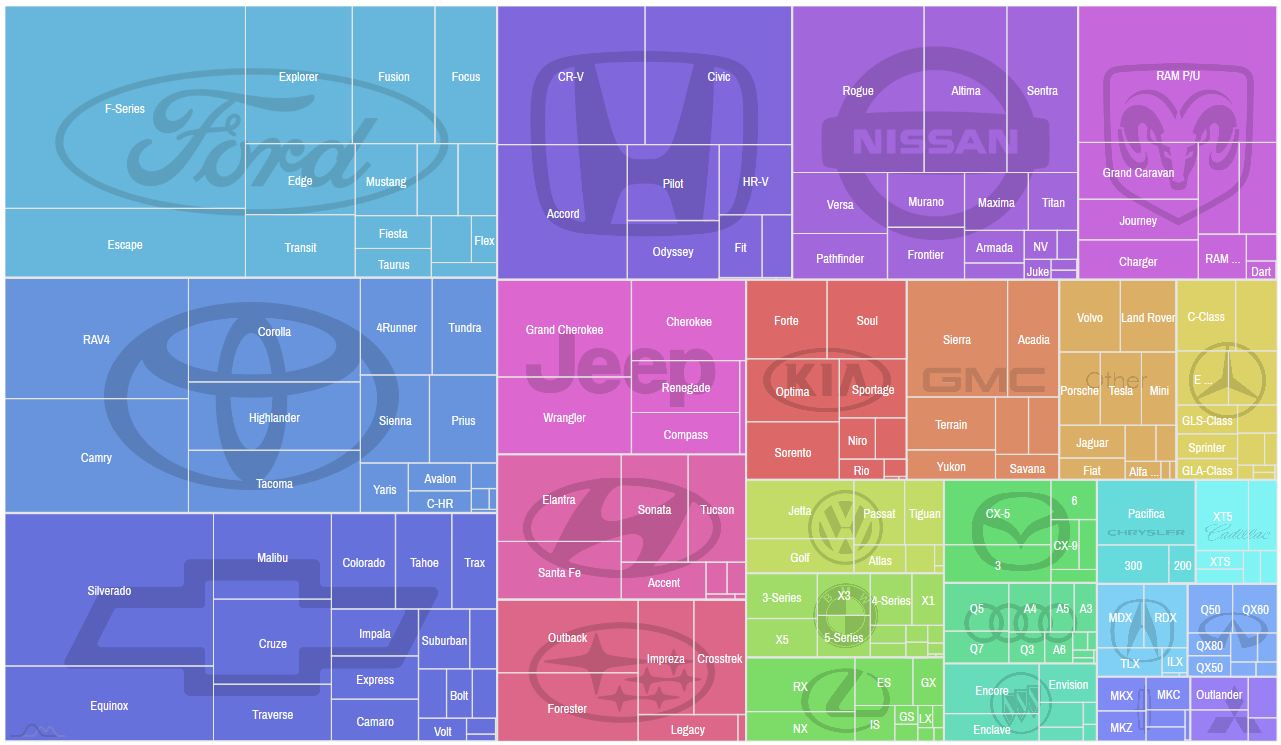 F-Series
Explorer
Fusion
Focus
Ford
Edge
Mustang
Escape
Transit
Fiesta
Taurus
Flex
CR-V
Civic
Accord
Pilot
HR-V
Odyssey
Fit
Rogue
Altima
Sentra
NISSAN
Versa
Murano
Maxima
Titan
Pathfinder
Frontier
Armada
NV
Juke
RAM P/U
Grand Caravan
Journey
Charger
RAM ...
Dart
RAV4
Corolla
4Runner
Tundra
Camry
Highlander
Sienna
Prius
Tacoma
Yaris
Avalon
C-HR
Grand Cherokee
Cherokee
Jeep
Wrangler
Renegade
Compass
Forte
Soul
KIA
Optima
Sportage
Sorento
Niro
Rio
Sierra
Acadia
GMC
Terrain
Yukon
Savana
Volvo
Land Rover
Other
Porsche
Tesla
Mini
Jaguar
Fiat
Alfa ...
C-Class
E ...
GLS-Class
Sprinter
GLA-Class
Silverado
Malibu
Colorado
Tahoe
Trax
Cruze
Impala
Suburban
Equinox
Traverse
Express
Camaro
Bolt
Volt
Elantra
Sonata
Tucson
Santa Fe
Accent
Outback
Impreza
Crosstrek
Forester
Legacy
Jetta
Passat
Tiguan
Golf
Atlas
3-Series
X3
4-Series
X1
BMW
X5
5-Series
RX
ES
GX
NX
IS
GS
LX
CX-5
6
CX-9
3
Q5
A4
A5
A3
Q7
Q3
A6
Encore
Envision
Enclave
Pacifica
CHRYSLER
300
200
XT5
Cadillac
XTS
MDX
RDX
TLX
ILX
Q50
QX60
QX80
QX50
MKX
MKC
MKZ
Outlander